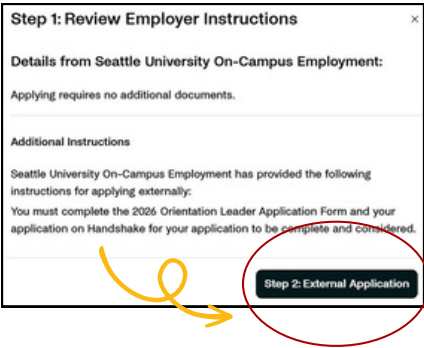 Step 1: Review Employer Instructions
Details from Seattle University On-Campus Employment:
Applying requires no additional documents.
Additional Instructions
Seattle University On-Campus Employment has provided the following
instructions for applying externally:
You must complete the 2026 Orientation Leader Application Form and your
application on Handshake for your application to be complete and considered.
Step 2: External Application